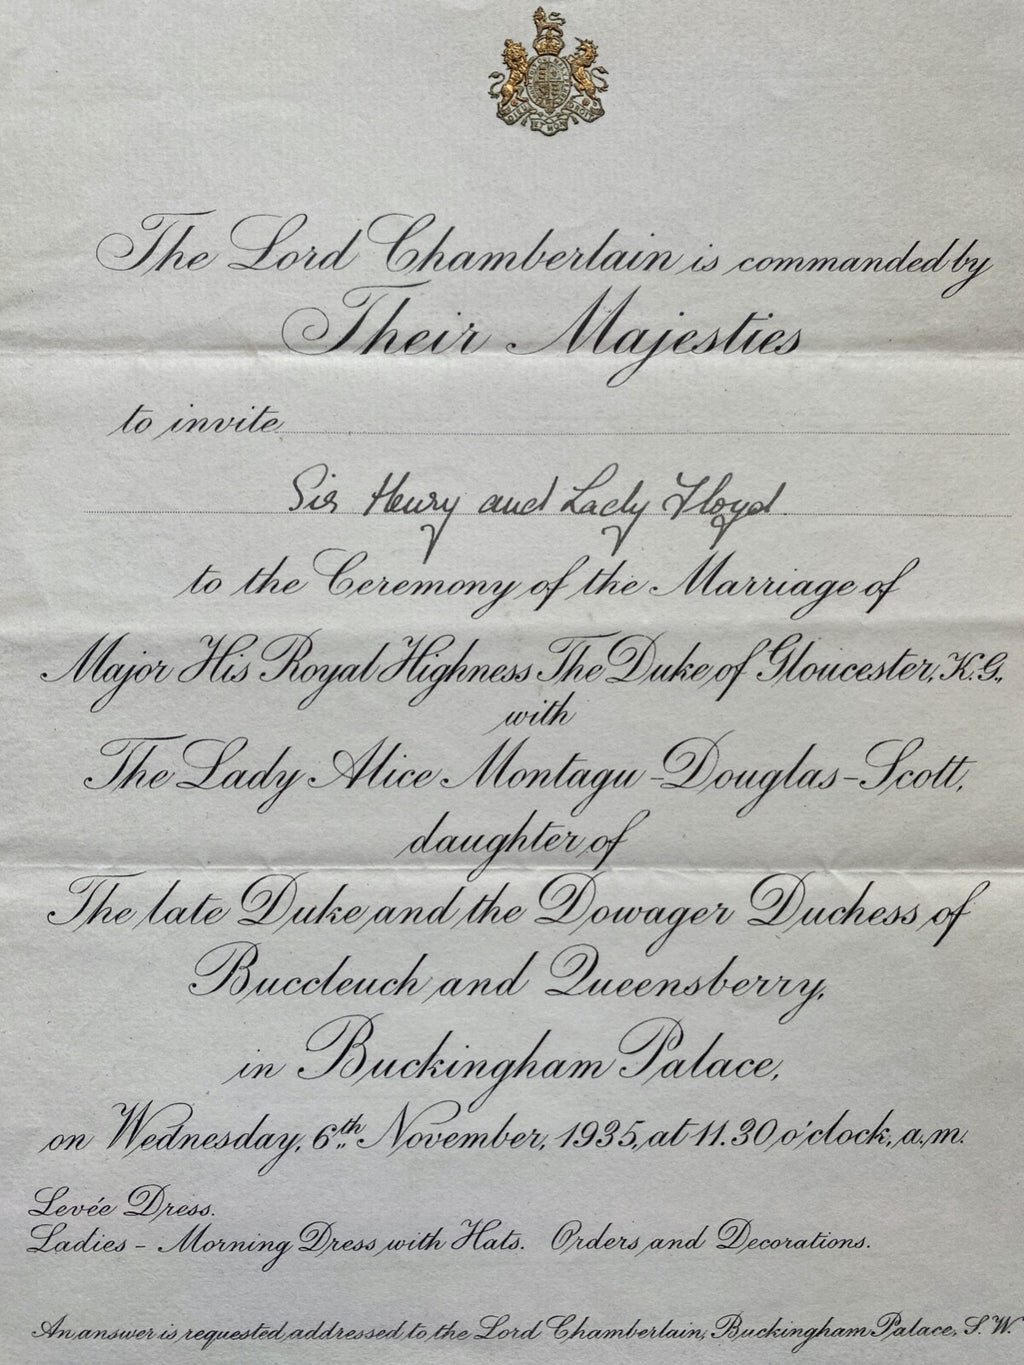 The Lord Chamberlain is commanded by
Their Majesties
to invite
Sir Henry and Lady Floyd.
to the Ceremony of the Marriage of
Major His Royal Highness The Duke of Gloucester, K.G.,
with
The Lady Alice Montagu-Douglas-Scott,
daughter of
The late Duke and the Dowager Duchess of
Buccleuch and Queensberry,
in Buckingham Palace,
on Wednesday, 6th November, 1935, at 11.30 o'clock, a.m.
Levée Dress.
Ladies - Morning Dress with Hats. Orders and Decorations.
An answer is requested addressed to the Lord Chamberlain, Buckingham Palace, S.W.